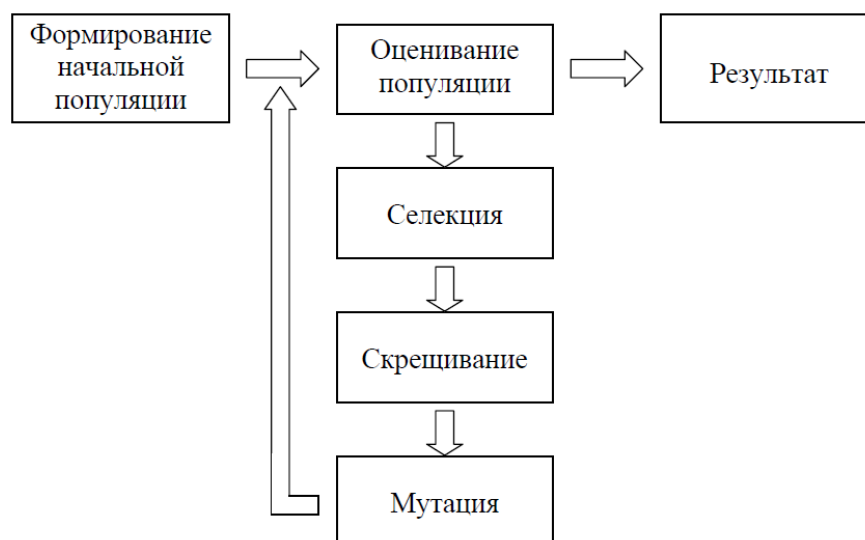 Формирование
начальной
популяции
Оценивание
популяции
Результат
Селекция
Скрещивание
Мутация